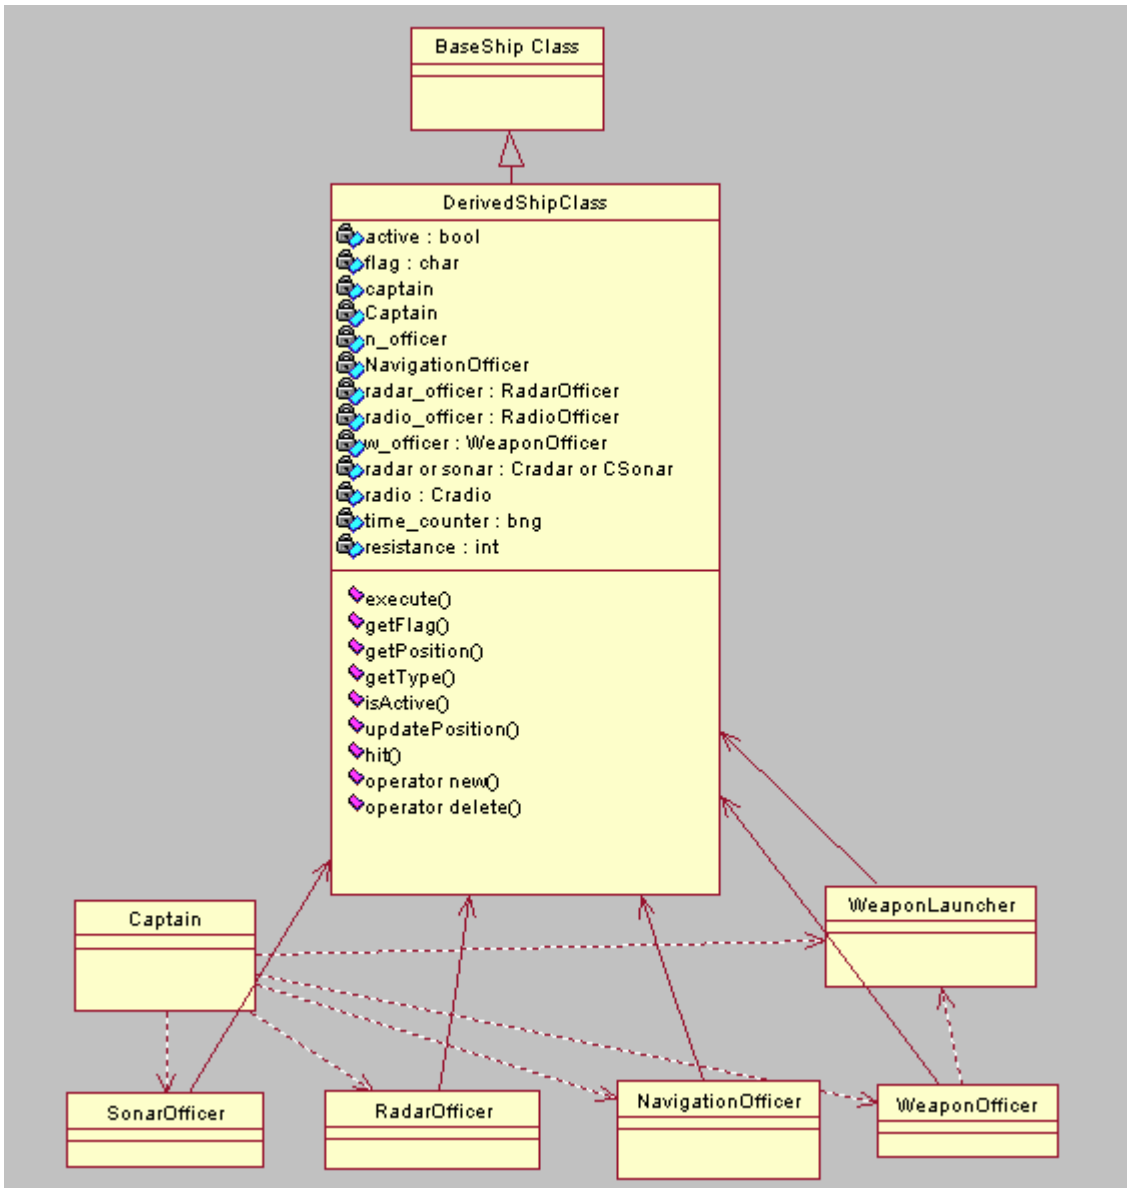 BaseShip Class
DerivedShipClass
active : bool
flag : char
captain
Captain
n_officer
NavigationOfficer
radar_officer : RadarOfficer
radio_officer : RadioOfficer
w_officer : WeaponOfficer
radar or sonar : Cradar or CSonar
radio : Cradio
time_counter : bng
resistance : int
execute()
getFlag()
getPosition()
getType()
isActive()
updatePosition()
hit()
operator new()
operator delete()
Captain
WeaponLauncher
SonarOfficer
RadarOfficer
NavigationOfficer
WeaponOfficer